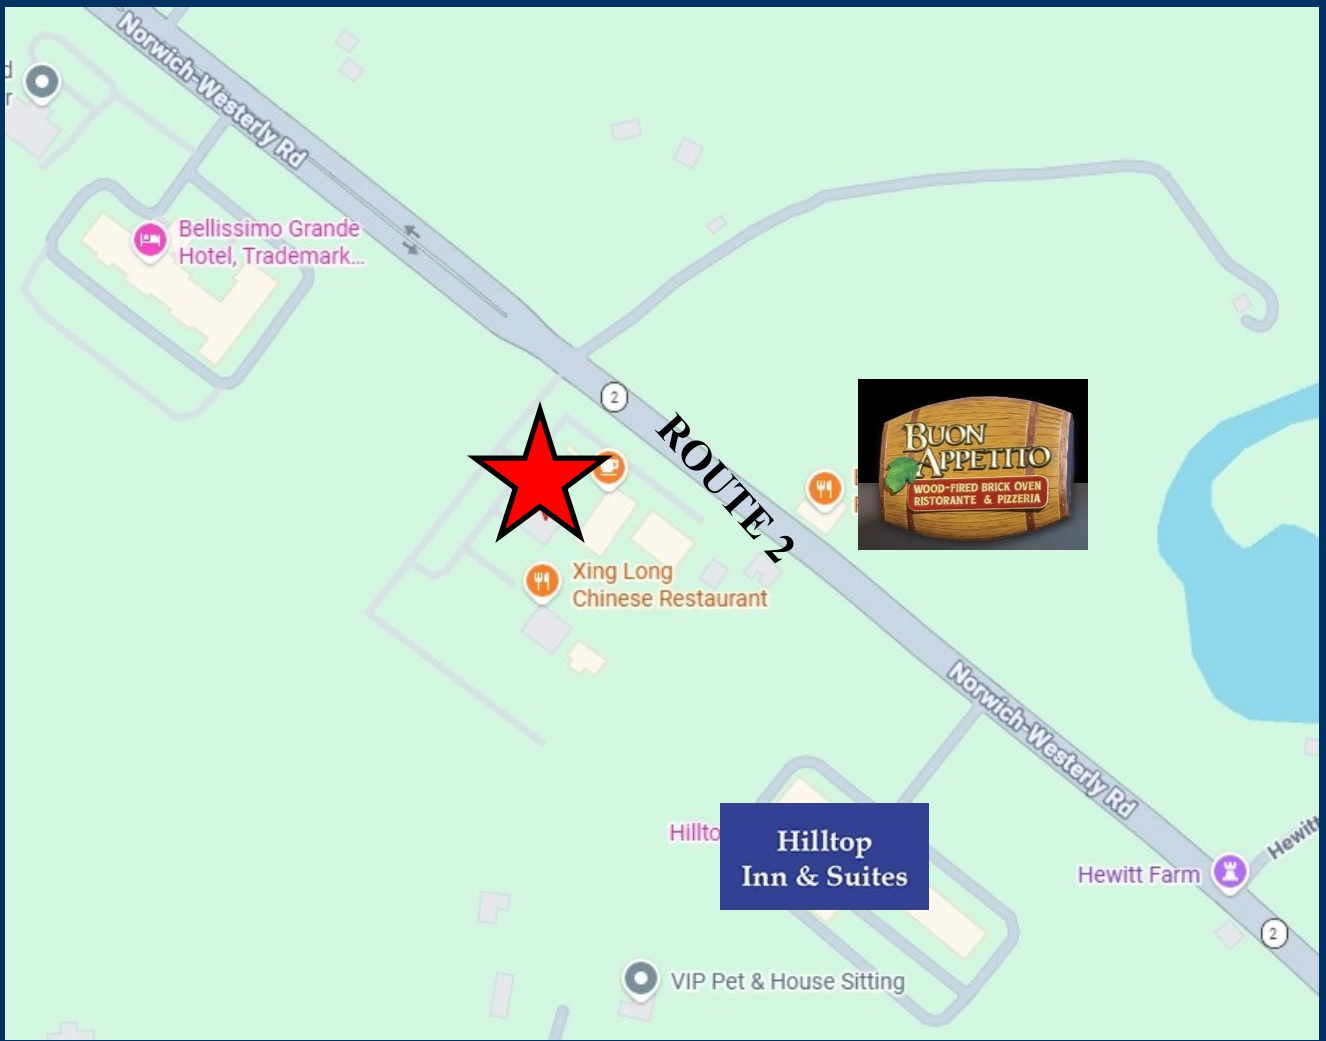 Norwich-Westerly Rd
d
r
Bellissimo Grande
Hotel, Trademark...
2
ROUTE 2
BUON
APPETITO
WOOD-FIRED BRICK OVEN
RISTORANTE & PIZZERIA
Xing Long
Chinese Restaurant
Norwich-Westerly Rd
Hillto
Hilltop
Inn & Suites
Hewitt
Hewitt Farm
2
VIP Pet & House Sitting